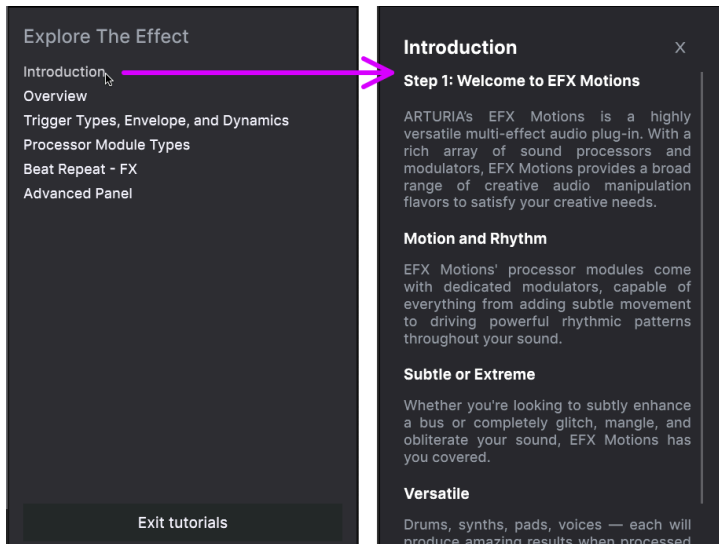 Explore The Effect
Introduction
Overview
Trigger Types, Envelope, and Dynamics
Processor Module Types
Beat Repeat - FX
Advanced Panel
Exit tutorials
Introduction
X
Step 1: Welcome to EFX Motions
ARTURIA's EFX Motions is a highly
versatile multi-effect audio plug-in. With a
rich array of sound processors and
modulators, EFX Motions provides a broad
range of creative audio manipulation
flavors to satisfy your creative needs.
Motion and Rhythm
EFX Motions' processor modules come
with dedicated modulators, capable of
everything from adding subtle movement
to driving powerful rhythmic patterns
throughout your sound.
Subtle or Extreme
Whether you're looking to subtly enhance
a bus or completely glitch, mangle, and
obliterate your sound, EFX Motions has
you covered.
Versatile
Drums, synths, pads, voices — each will
produce amazing results when processed